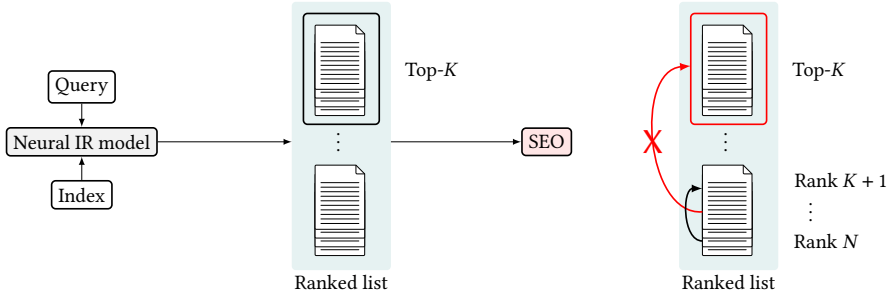 Query
Neural IR model
Index
Top-K
⋮
Ranked list
SEO
X
Top-K
⋮
Rank K + 1
⋮
Rank N
Ranked list